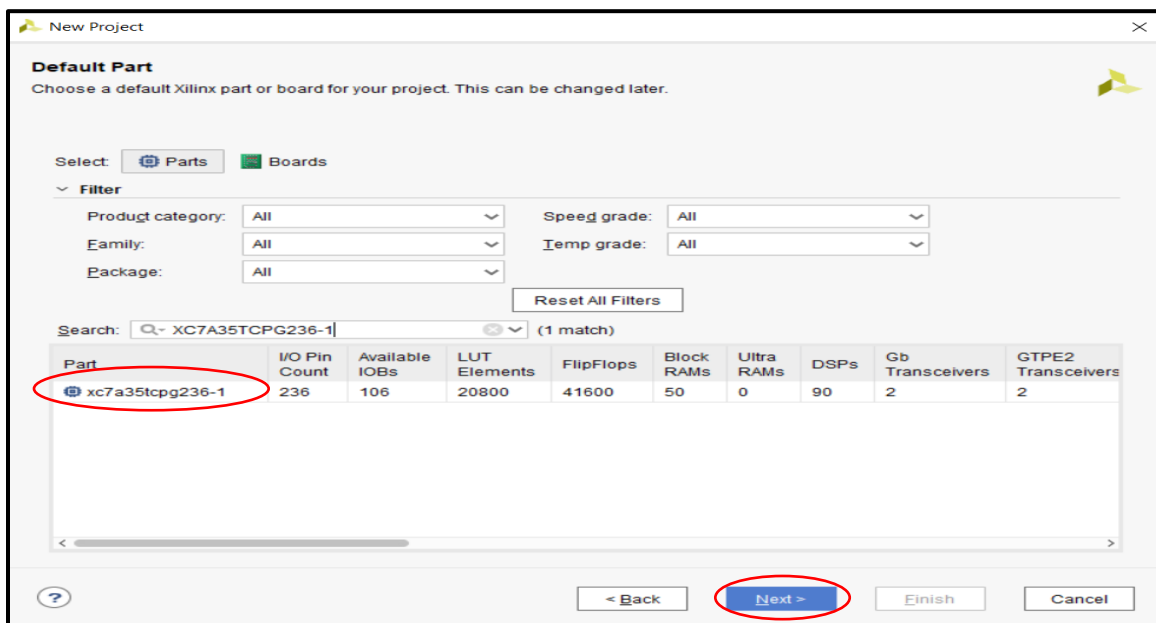 New Project
Default Part
Choose a default Xilinx part or board for your project. This can be changed later.
Select: Parts Boards
Filter
Product category: All Speed grade: All
Family: All Temp grade: All
Package: All
Reset All Filters
Search: XC7A35TCPG236-1 (1 match)
Part I/O Pin Count Available IOBs LUT Elements FlipFlops Block RAMs Ultra RAMs DSPs Gb Transceivers GTPE2 Transceivers
xc7a35tcpg236-1 236 106 20800 41600 50 0 90 2 2
? < Back Next > Finish Cancel